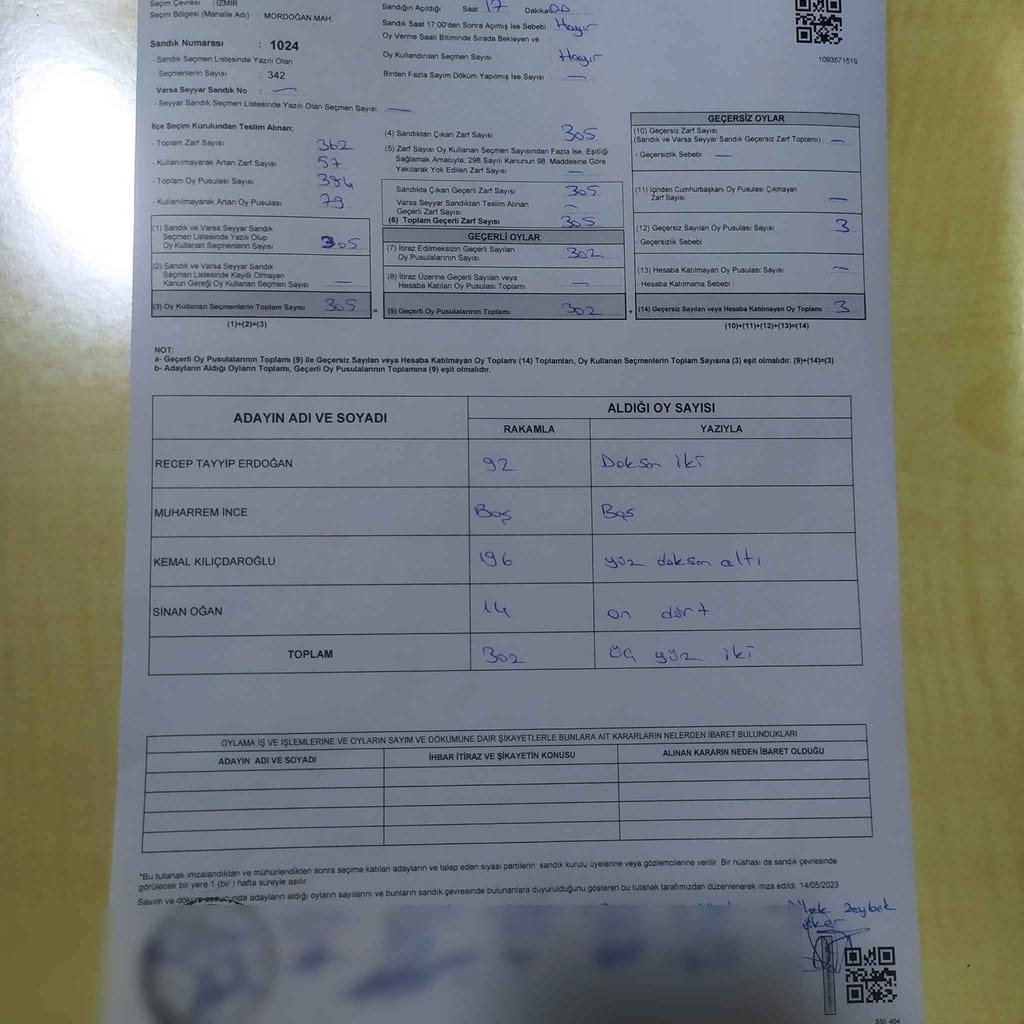 Seçim Çevresi : İZMİR
Seçim Bölgesi (Mahalle Adı) MORDOĞAN MAH.
Sandık Numarası : 1024
- Sandık Seçmen Listesinde Yazılı Olan
Seçmenlerin Sayısı : 342
Varsa Seyyar Sandık No : —
- Seyyar Sandık Seçmen Listesinde Yazılı Olan Seçmen Sayısı —
Sandığın Açıldığı Saat 17 Dakika 00
Sandık Saat 17:00'den Sonra Açımış İse Sebebi Hayır
Oy Verme Saati Bitiminde Sırada Bekleyen ve
Oy Kullandırılan Seçmen Sayısı Hayır
Birden Fazla Sayım Döküm Yapılmış İse Sayısı —
1093571519
İlçe Seçim Kurulundan Teslim Alınan;
- Toplam Zarf Sayısı 362
- Kullanılmayarak Artan Zarf Sayısı 57
- Toplam Oy Pusulası Sayısı 384
- Kullanılmayarak Artan Oy Pusulası 79
(1) Sandık ve Varsa Seyyar Sandık
Seçmen Listesinde Yazılı Olup
Oy Kullanan Seçmenlerin Sayısı 305
(2) Sandık ve Varsa Seyyar Sandık
Seçmen Listesinde Kayıtlı Olmayan
Kanun Gereği Oy Kullanan Seçmen Sayısı —
(3) Oy Kullanan Seçmenlerin Toplam Sayısı 305
(1)+(2)=(3)
(4) Sandıktan Çıkan Zarf Sayısı 305
(5) Zarf Sayısı Oy Kullanan Seçmen Sayısından Fazla İse, Eşitliği
Sağlamak Amacıyla, 298 Sayılı Kanunun 98. Maddesine Göre
Yakılarak Yok Edilen Zarf Sayısı —
Sandıkta Çıkan Geçerli Zarf Sayısı 305
Varsa Seyyar Sandıktan Teslim Alınan
Geçerli Zarf Sayısı —
(6) Toplam Geçerli Zarf Sayısı 305
GEÇERLİ OYLAR
(7) İtiraz Edilmeksizin Geçerli Sayılan
Oy Pusulalarının Sayısı 302
(8) İtiraz Üzerine Geçerli Sayılan veya
Hesaba Katılan Oy Pusulası Toplamı —
= (9) Geçerli Oy Pusulalarının Toplamı 302
GEÇERSİZ OYLAR
(10) Geçersiz Zarf Sayısı
(Sandık ve Varsa Seyyar Sandık Geçersiz Zarf Toplamı) —
- Geçersizlik Sebebi —
(11) İçinden Cumhurbaşkanı Oy Pusulası Çıkmayan
Zarf Sayısı —
(12) Geçersiz Sayılan Oy Pusulası Sayısı 3
- Geçersizlik Sebebi
(13) Hesaba Katılmayan Oy Pusulası Sayısı —
- Hesaba Katılmama Sebebi :
+ (14) Geçersiz Sayılan veya Hesaba Katılmayan Oy Toplamı 3
(10)+(11)+(12)+(13)=(14)
NOT:
a- Geçerli Oy Pusulalarının Toplamı (9) ile Geçersiz Sayılan veya Hesaba Katılmayan Oy Toplamı (14) Toplamları, Oy Kullanan Seçmenlerin Toplam Sayısına (3) eşit olmalıdır. (9)+(14)=(3)
b- Adayların Aldığı Oyların Toplamı, Geçerli Oy Pusulalarının Toplamına (9) eşit olmalıdır.
ADAYIN ADI VE SOYADI ALDIĞI OY SAYISI
RAKAMLA YAZIYLA
RECEP TAYYİP ERDOĞAN 92 Doksan iki
MUHARREM İNCE Boş Boş
KEMAL KILIÇDAROĞLU 196 yüz doksan altı
SİNAN OĞAN 14 on dört
TOPLAM 302 üç yüz iki
OYLAMA İŞ VE İŞLEMLERİNE VE OYLARIN SAYIM VE DÖKÜMÜNE DAİR ŞİKAYETLERLE BUNLARA AİT KARARLARIN NELERDEN İBARET BULUNDUKLARI
ADAYIN ADI VE SOYADI İHBAR İTİRAZ VE ŞİKAYETİN KONUSU ALINAN KARARIN NEDEN İBARET OLDUĞU
"Bu tutanak imzalandıktan ve mühürlendikten sonra seçime katılan adayların ve talep eden siyasi partilerin sandık kurulu üyelerine veya gözlemcilerine verilir. Bir nüshası da sandık çevresinde
görülecek bir yere 1 (bir ) hafta süreyle asılır
Sayım ve döküm sonucunda adayların aldığı oyların sayılarını ve bunların sandık çevresinde bulunanlara duyurulduğunu gösteren bu tutanak tarafımızdan düzenlenerek imza edildi. 14/05/2023
Zeybek
GSI 404